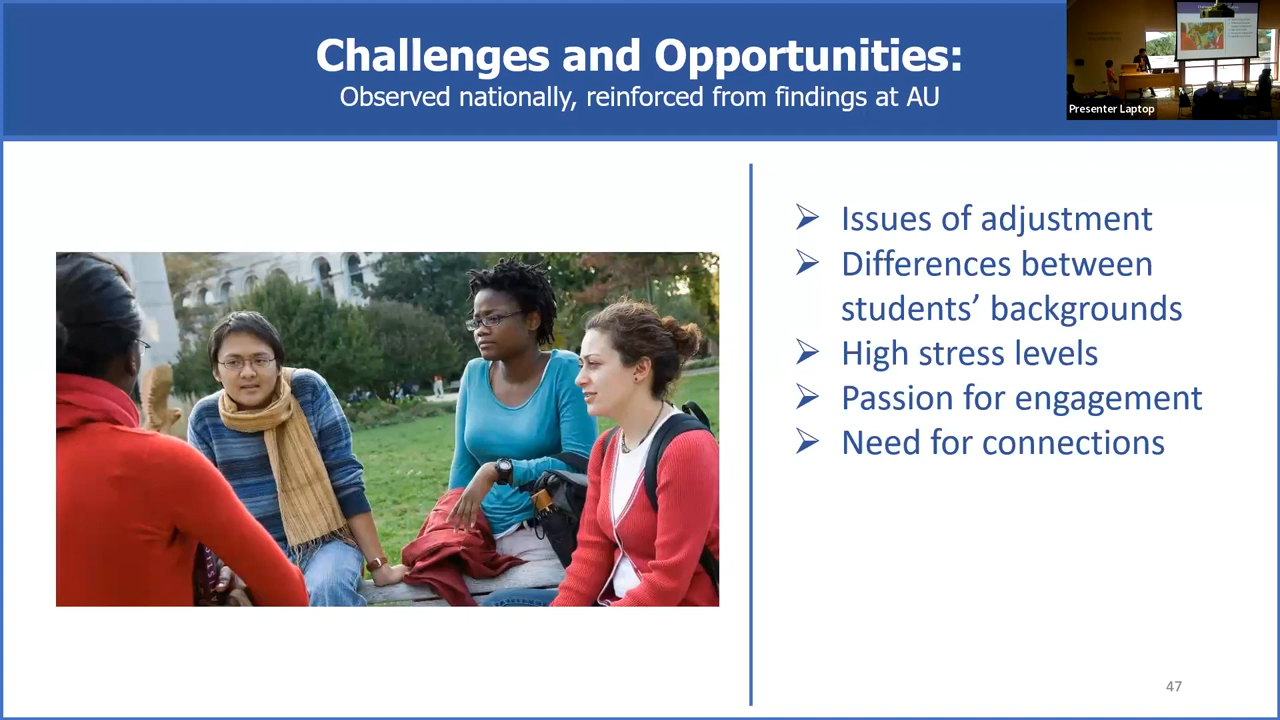 Challenges and Opportunities:
Observed nationally, reinforced from findings at AU
Presenter Laptop
➢ Issues of adjustment
➢ Differences between
students’ backgrounds
➢ High stress levels
➢ Passion for engagement
➢ Need for connections
47